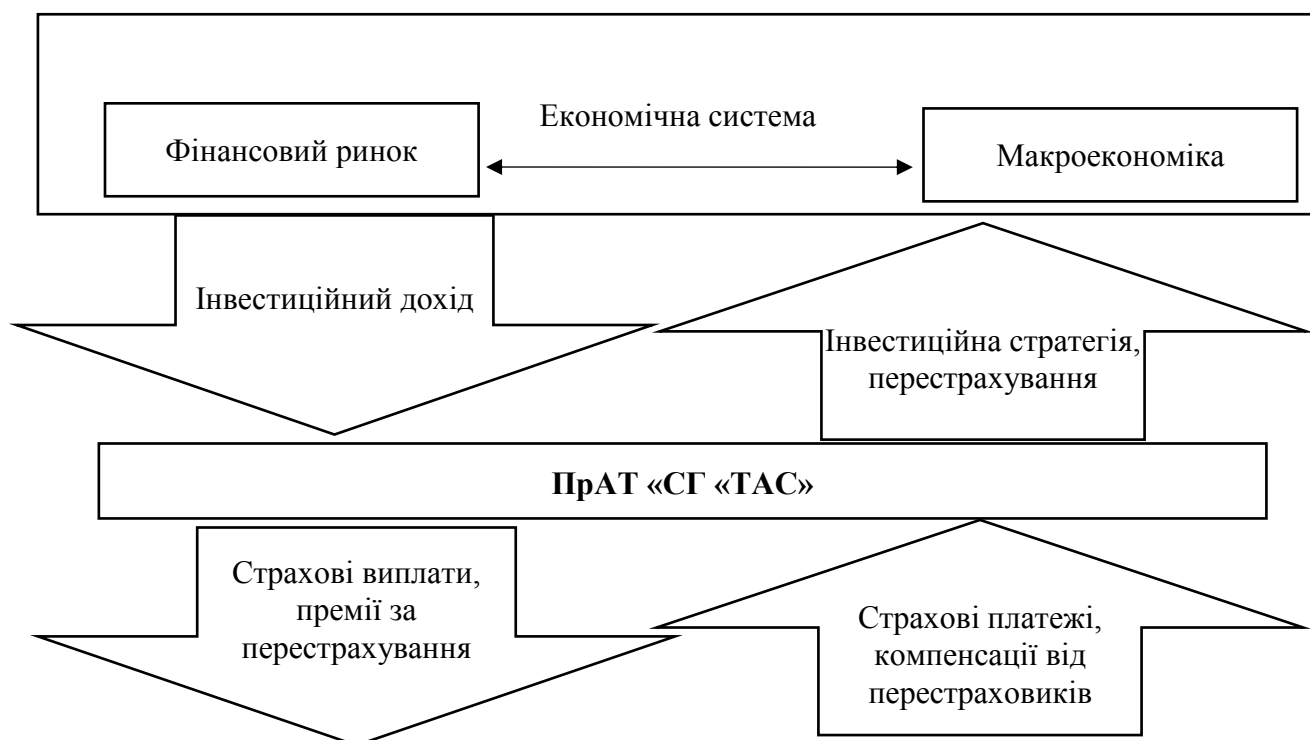 Економічна система
Фінансовий ринок
Макроекономіка
Інвестиційний дохід
Інвестиційна стратегія,
перестрахування
ПрАТ «СГ «ТАС»
Страхові виплати,
премії за
перестрахування
Страхові платежі,
компенсації від
перестраховиків